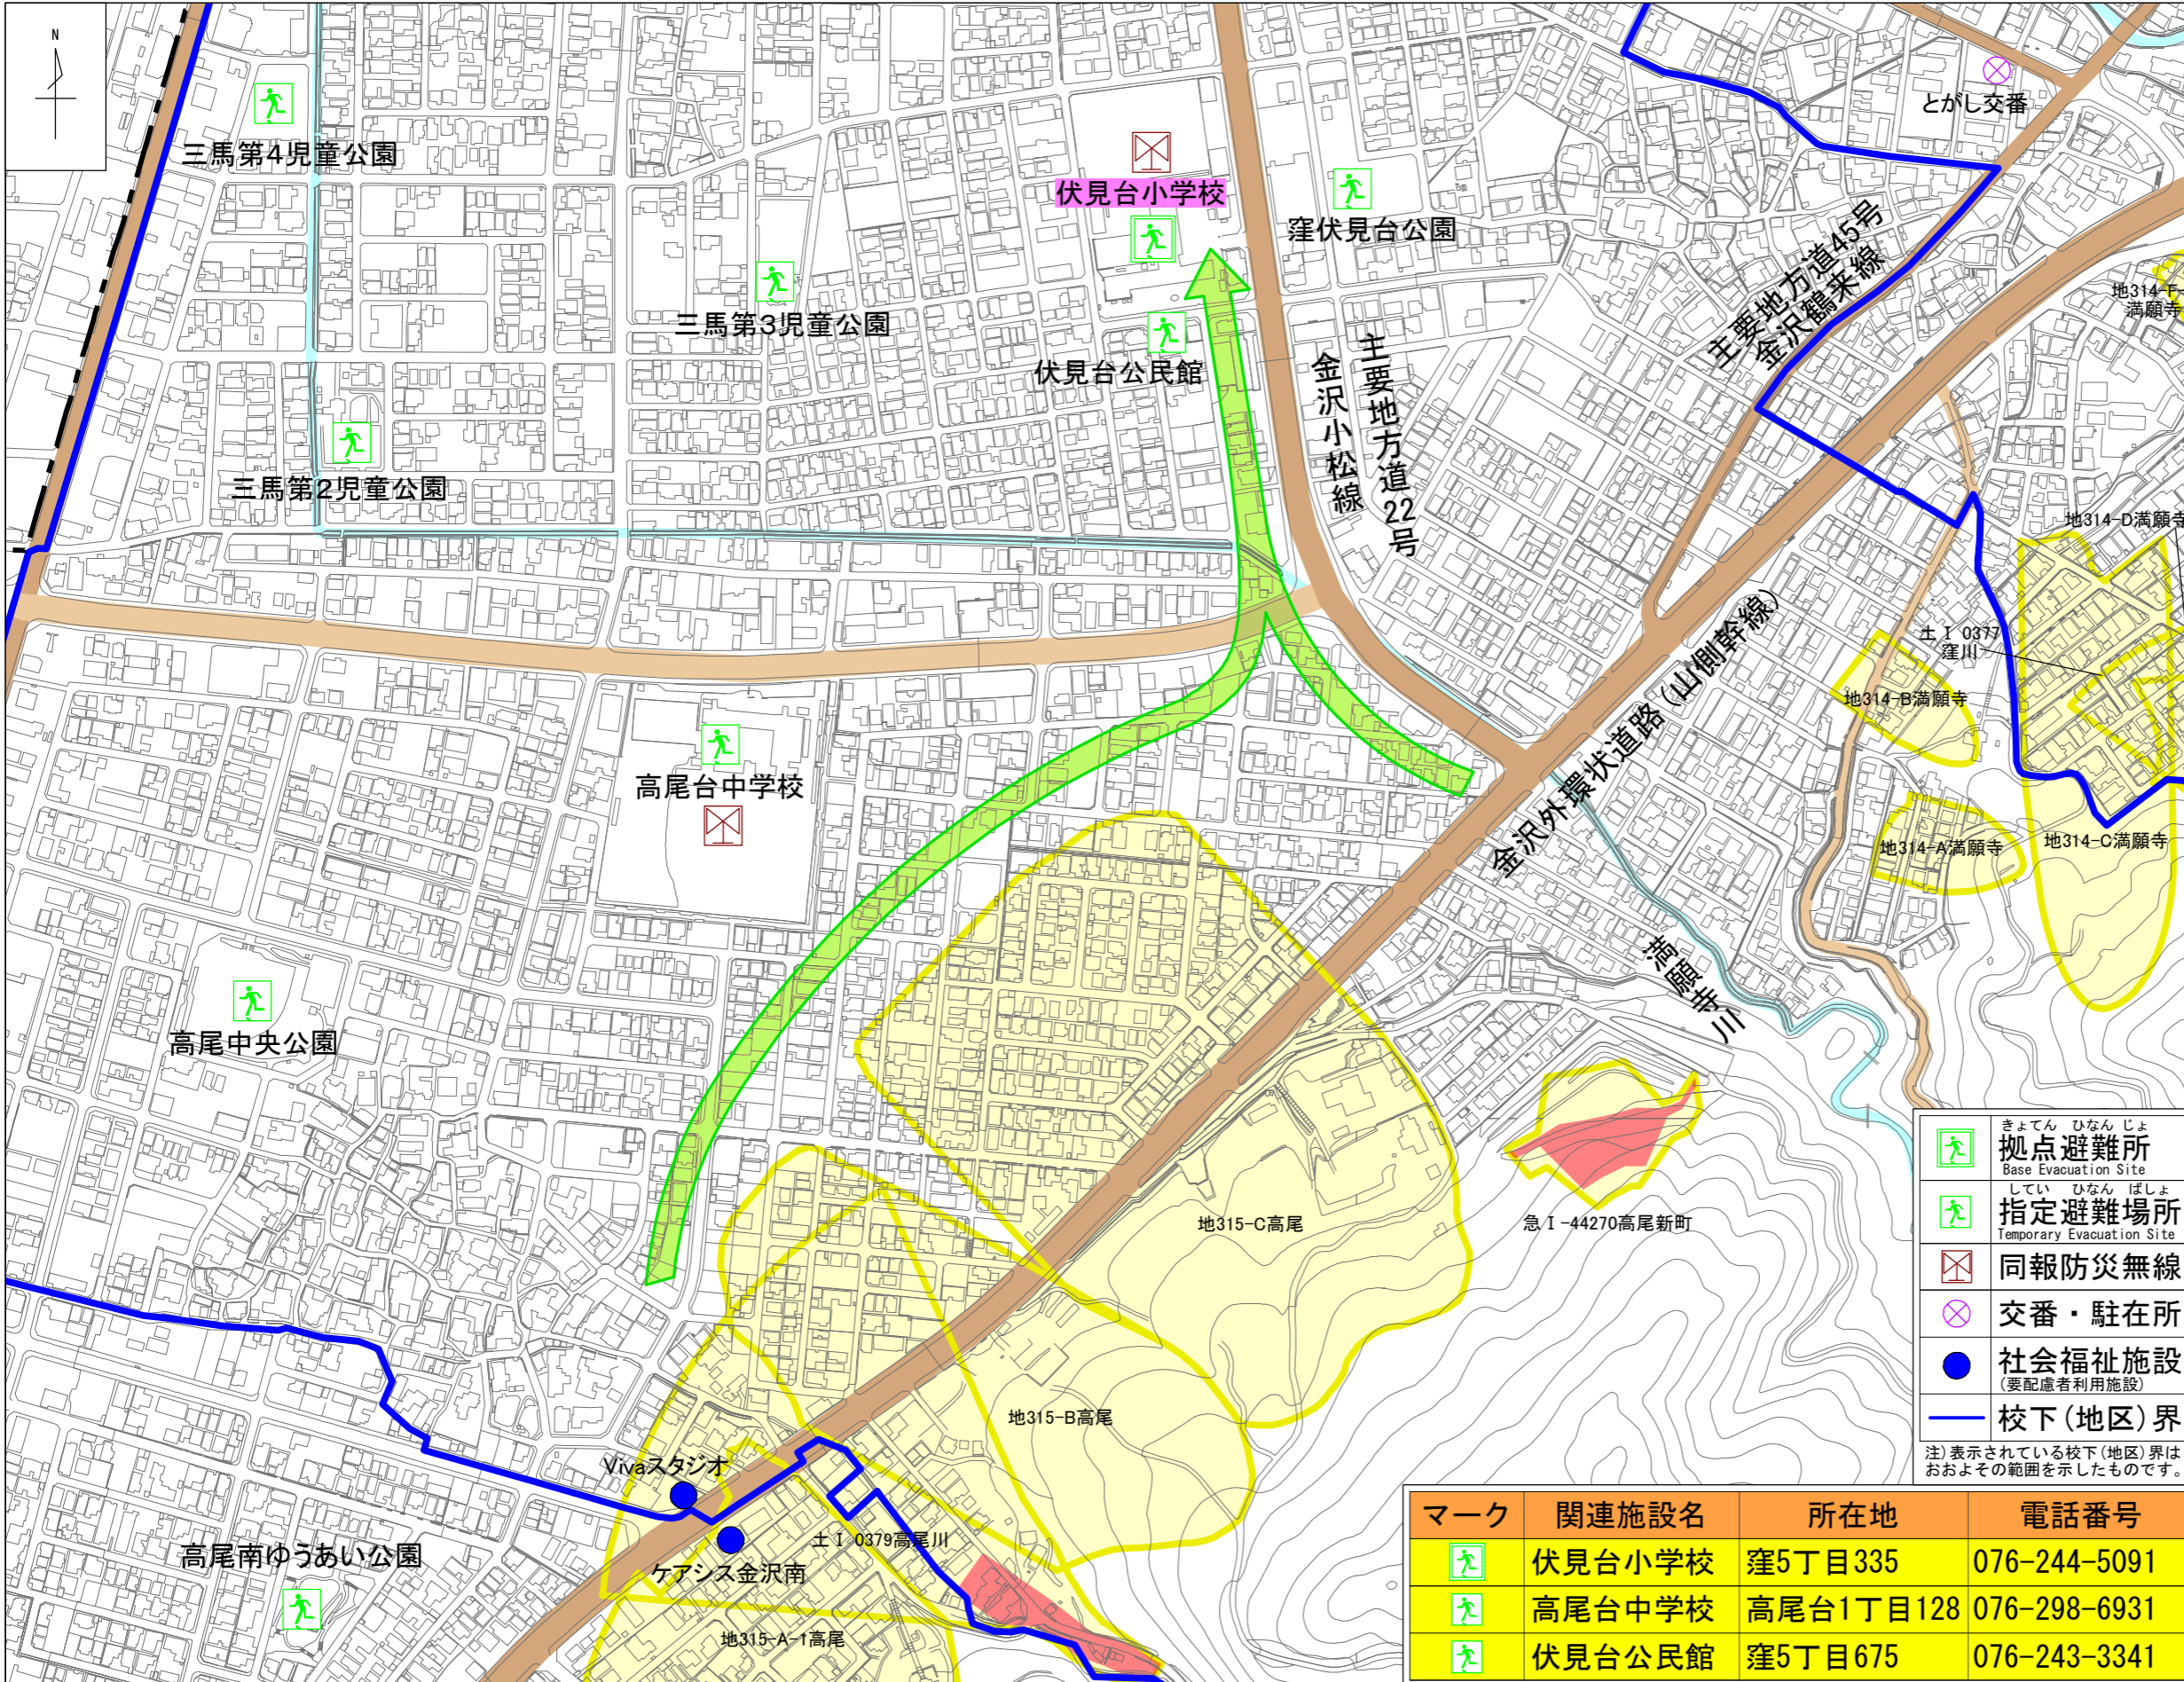 N
とがし交番
三馬第4児童公園
伏見台小学校
窪伏見台公園
主要地方道45号
金沢鶴来線
地314-F-
満願寺
三馬第3児童公園
伏見台公民館
主要地方道22号
金沢小松線
三馬第2児童公園
地314-D満願寺
土Ⅰ0377
窪川
地314-B満願寺
金沢外環状道路(山側幹線)
高尾台中学校
地314-A満願寺
地314-C満願寺
満願寺川
高尾中央公園
地315-C高尾
急Ⅰ-44270高尾新町
地315-B高尾
Vivaスタジオ
土Ⅰ0379高尾川
高尾南ゆうあい公園
ケアシス金沢南
地315-A-1高尾
きょてん ひなん じょ
拠点避難所
Base Evacuation Site
してい ひなん ばしょ
指定避難場所
Temporary Evacuation Site
同報防災無線
交番・駐在所
社会福祉施設
(要配慮者利用施設)
校下(地区)界
注)表示されている校下(地区)界は
おおよその範囲を示したものです。
マーク 関連施設名 所在地 電話番号
伏見台小学校 窪5丁目335 076-244-5091
高尾台中学校 高尾台1丁目128 076-298-6931
伏見台公民館 窪5丁目675 076-243-3341